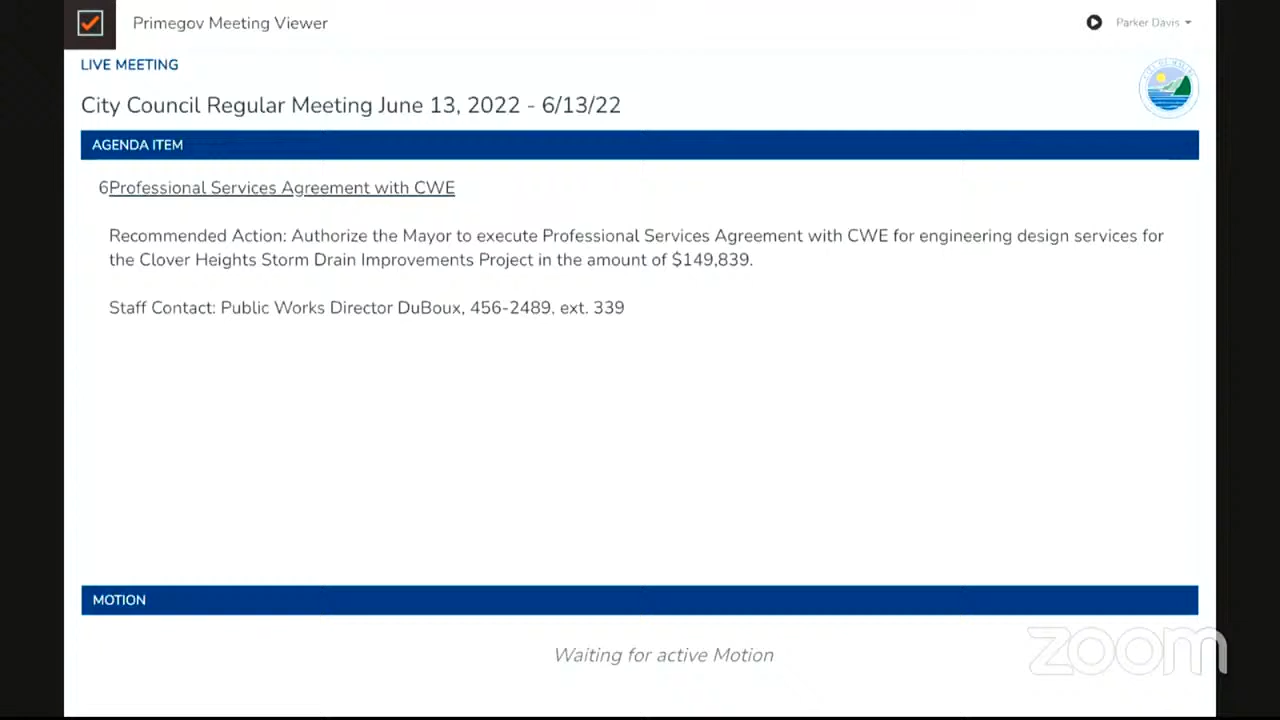 Primegov Meeting Viewer
Parker Davis
LIVE MEETING
City Council Regular Meeting June 13, 2022 - 6/13/22
AGENDA ITEM
6Professional Services Agreement with CWE
Recommended Action: Authorize the Mayor to execute Professional Services Agreement with CWE for engineering design services for
the Clover Heights Storm Drain Improvements Project in the amount of $149,839.
Staff Contact: Public Works Director DuBoux, 456-2489, ext. 339
MOTION
Waiting for active Motion
zoom